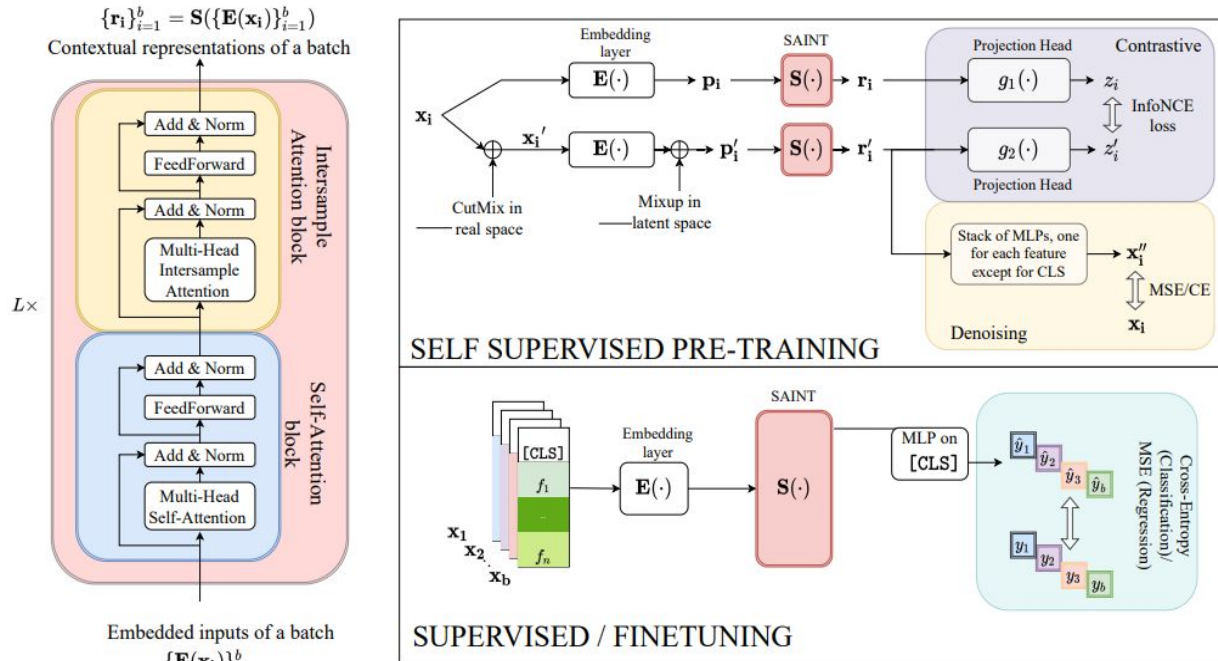 {r_i}_{i=1}^b = S({E(x_i)}_{i=1}^b)
Contextual representations of a batch
Add & Norm
FeedForward
Add & Norm
Multi-Head
Intersample
Attention
Intersample
Attention block
L×
Add & Norm
FeedForward
Add & Norm
Multi-Head
Self-Attention
Self-Attention
block
Embedded inputs of a batch
{E(x_i)}^b
Embedding
layer
SAINT
Projection Head
Contrastive
x_i
E(·)
p_i
S(·)
r_i
g_1(·)
z_i
InfoNCE
loss
x_i'
E(·)
p_i'
S(·)
r_i'
g_2(·)
z_i'
Projection Head
CutMix in
real space
Mixup in
latent space
Stack of MLPs, one
for each feature
except for CLS
x_i''
MSE/CE
x_i
Denoising
SELF SUPERVISED PRE-TRAINING
SAINT
[CLS]
f_1
..
f_n
x_1
x_2
⋱
x_b
Embedding
layer
E(·)
S(·)
MLP on
[CLS]
ŷ_1
ŷ_2
ŷ_3
ŷ_b
y_1
y_2
y_3
y_b
Cross-Entropy
(Classification)/
MSE (Regression)
SUPERVISED / FINETUNING